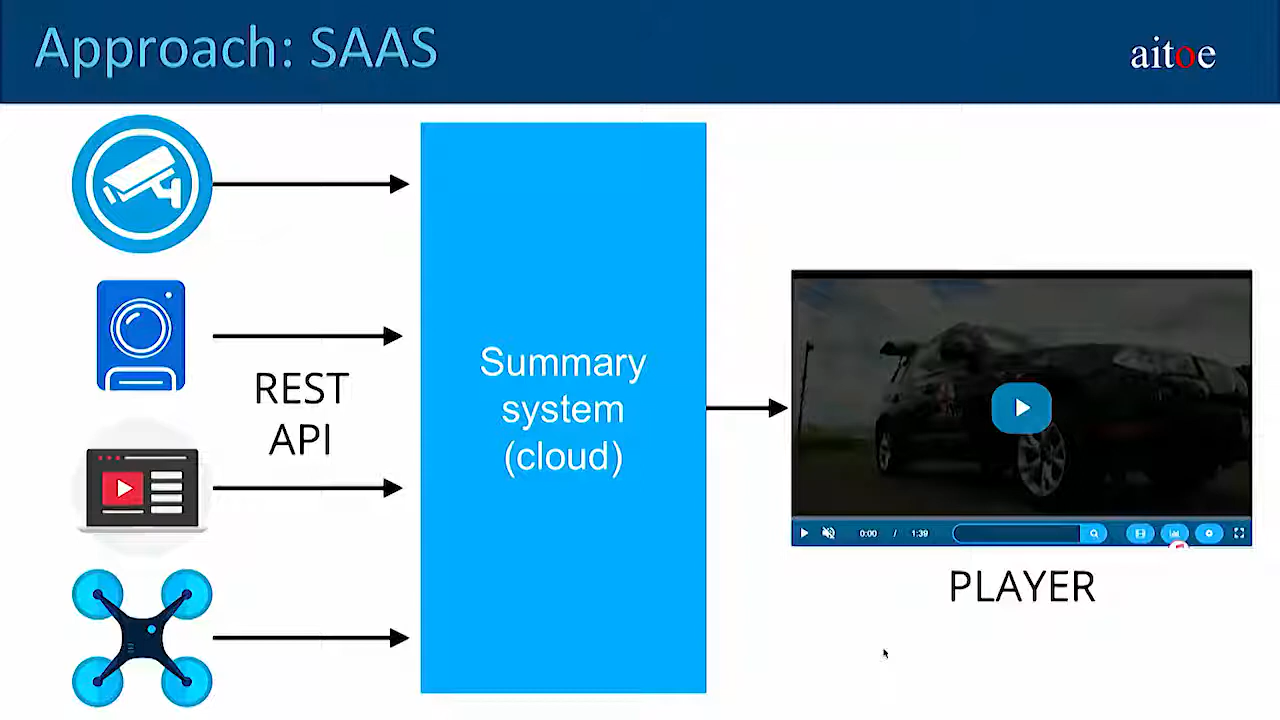 Approach: SAAS
aitoe
REST
API
Summary
system
(cloud)
0:00 / 1:39
PLAYER